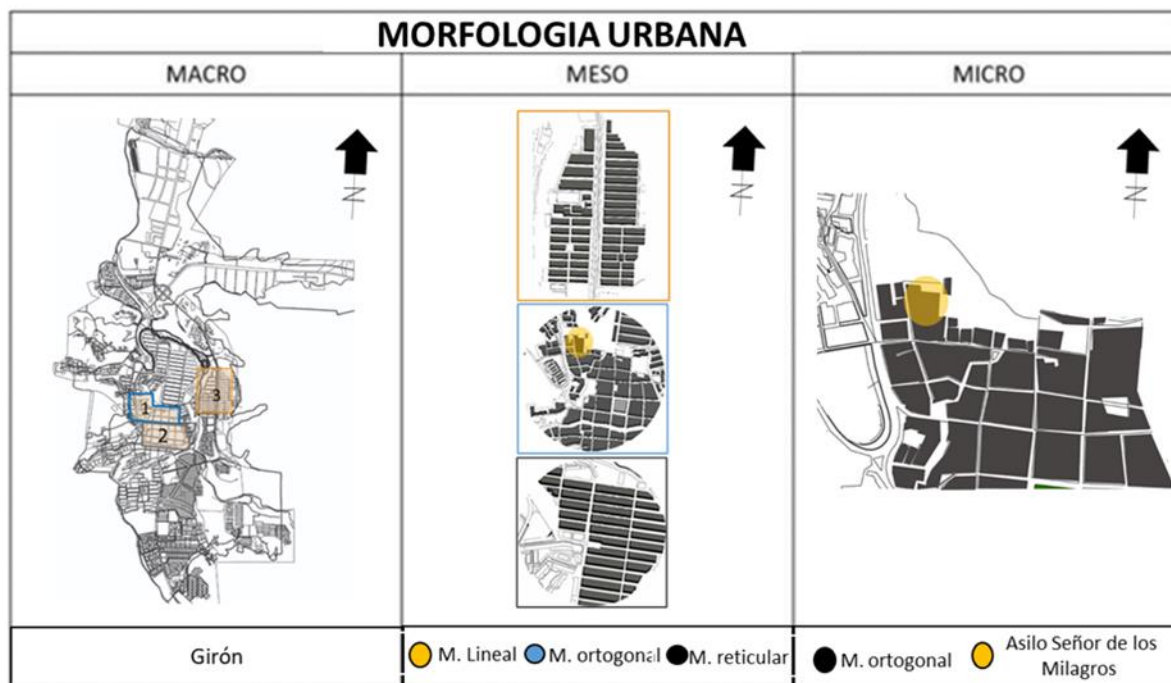 MORFOLOGIA URBANA
MACRO
MESO
MICRO
N
N
N
1
2
3
Girón
M. Lineal
M. ortogonal
M. reticular
M. ortogonal
Asilo Señor de los
Milagros